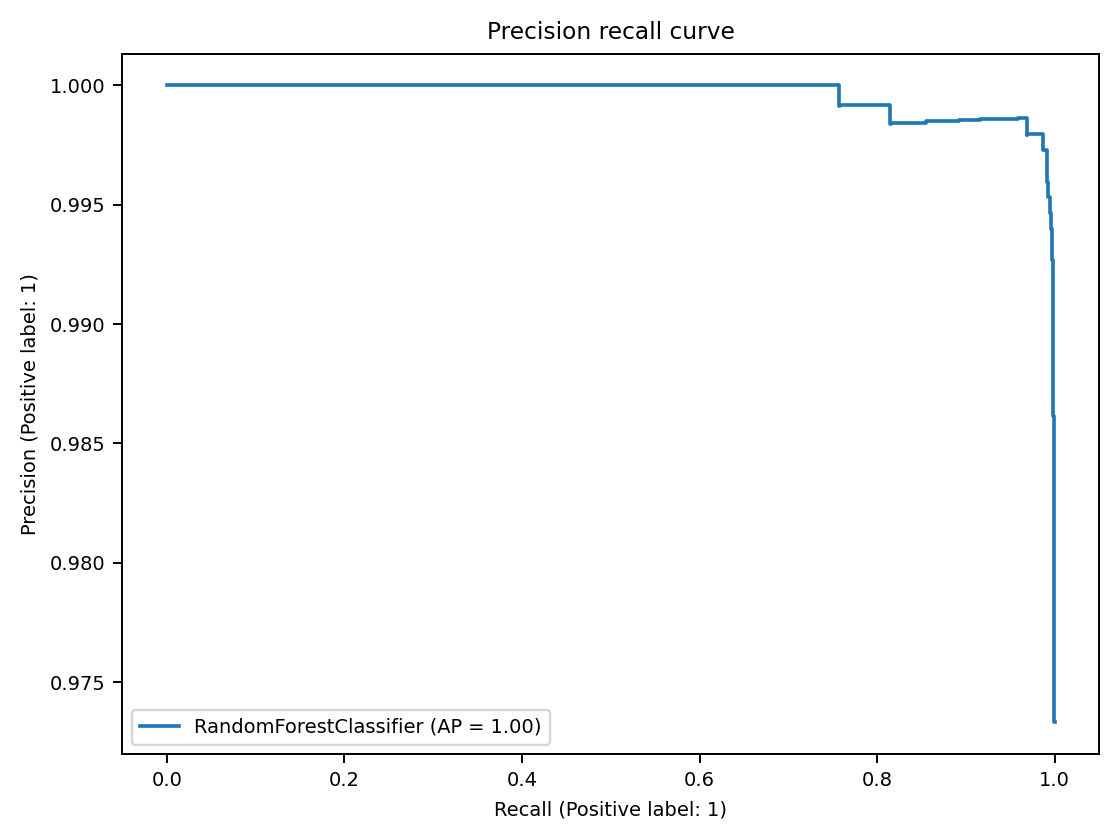 Precision recall curve
1.000
0.995
0.990
0.985
0.980
0.975
Precision (Positive label: 1)
RandomForestClassifier (AP = 1.00)
0.0 0.2 0.4 0.6 0.8 1.0
Recall (Positive label: 1)